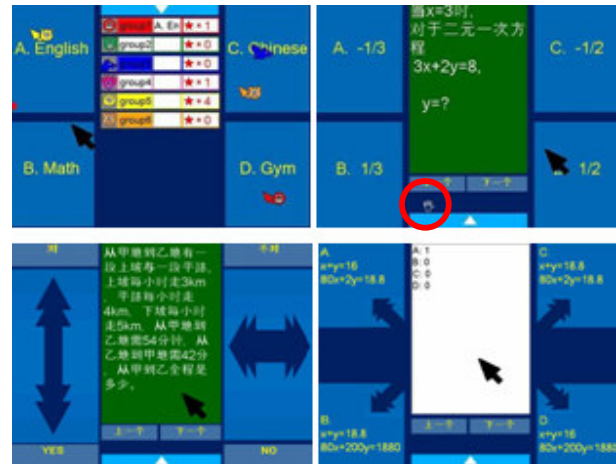 A. English
B. Math
C. Chinese
D. Gym
group1 A. En ★×1
group2 ★×0
★×0
group4 ★×1
group5 ★×4
group6 ★×0
A. -1/3
B. 1/3
当x=3时,
对于二元一次方
程
3x+2y=8,
y=?
下一个
C. -1/2
1/2
对
YES
从甲地到乙地有一
段上坡与一段平路,
上坡每小时走3km
, 平路每小时走
4km, 下坡每小时
走5km, 从甲地到
乙地需54分钟, 从
乙地到甲地需42分
, 从甲到乙全程是
多少。
上一个 下一个
不对
NO
A.
x+y=16
80x+2y=18.8
B.
x+y=18.8
80x+200y=1880
A: 1
B: 0
C: 0
D: 0
上一个 下一个
C.
x+y=18.8
80x+2y=18.8
D.
x+y=16
80x+200y=1880